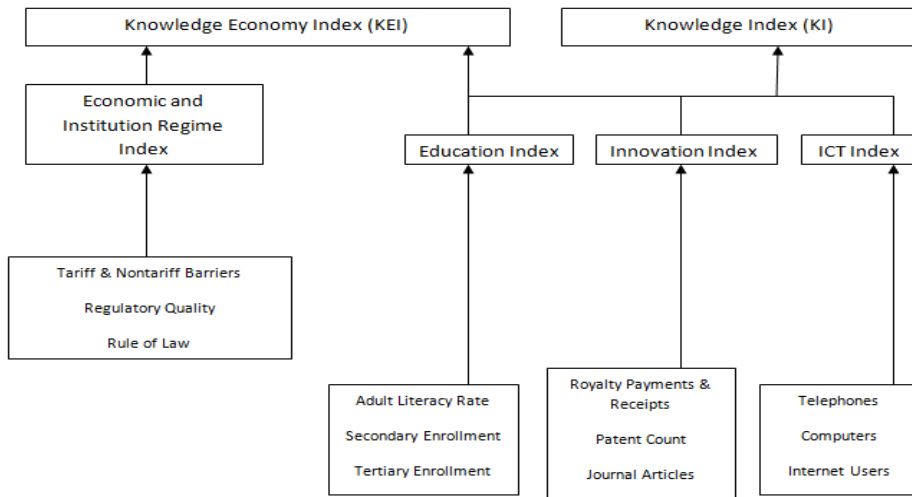 Knowledge Economy Index (KEI)
Knowledge Index (KI)
Economic and
Institution Regime
Index
Education Index
Innovation Index
ICT Index
Tariff & Nontariff Barriers
Regulatory Quality
Rule of Law
Adult Literacy Rate
Secondary Enrollment
Tertiary Enrollment
Royalty Payments &
Receipts
Patent Count
Journal Articles
Telephones
Computers
Internet Users